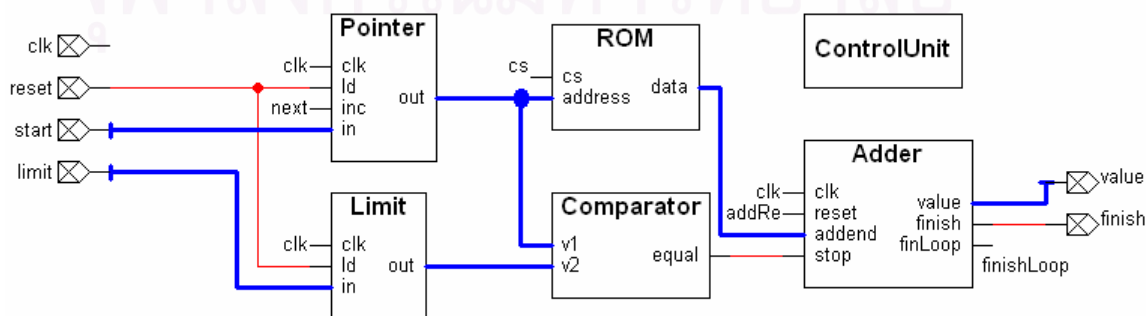 Pointer
ROM
ControlUnit
clk
reset
start
limit
clk
clk
ld
next
inc
in
out
cs
cs
address
data
Adder
clk
clk
addRe
reset
addend
stop
value
finish
finLoop
finishLoop
value
finish
Limit
clk
clk
ld
in
out
Comparator
v1
v2
equal